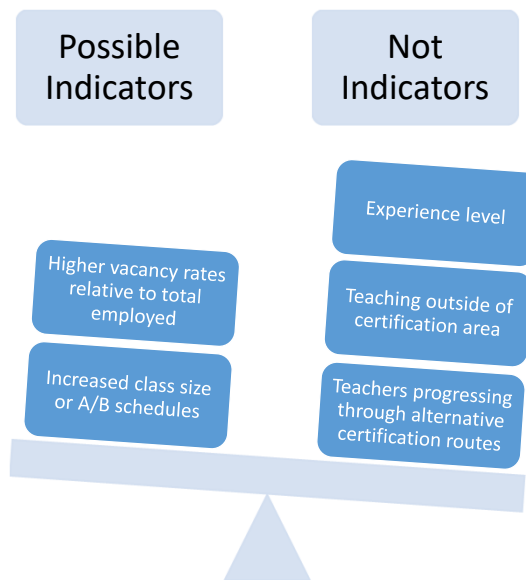 Possible
Indicators
Not
Indicators
Higher vacancy rates
relative to total
employed
Increased class size
or A/B schedules
Experience level
Teaching outside of
certification area
Teachers progressing
through alternative
certification routes